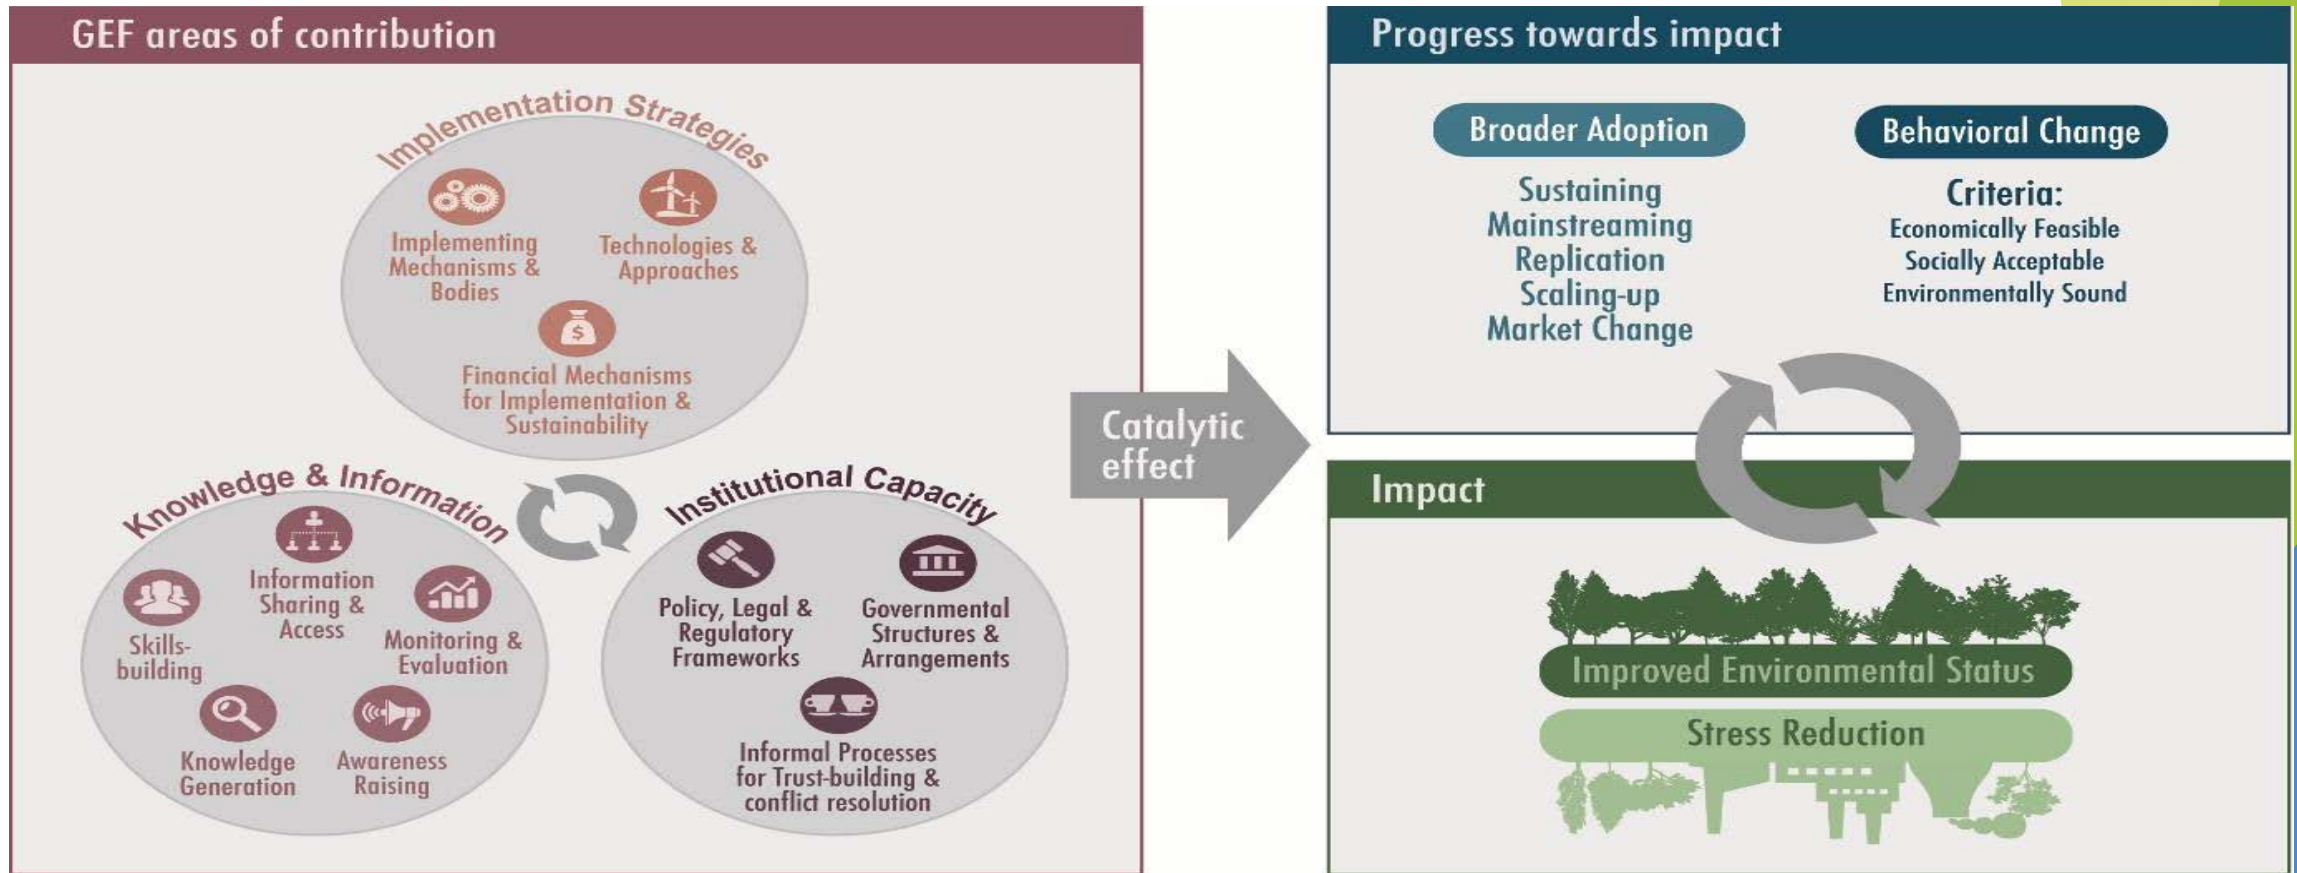 GEF areas of contribution
Implementation Strategies
Implementing
Mechanisms &
Bodies
Technologies &
Approaches
$
Financial Mechanisms
for Implementation &
Sustainability
Knowledge & Information
Skills-
building
Information
Sharing &
Access
Monitoring &
Evaluation
Knowledge
Generation
Awareness
Raising
Institutional Capacity
Policy, Legal &
Regulatory
Frameworks
Governmental
Structures &
Arrangements
Informal Processes
for Trust-building &
conflict resolution
Catalytic
effect
Progress towards impact
Broader Adoption
Sustaining
Mainstreaming
Replication
Scaling-up
Market Change
Behavioral Change
Criteria:
Economically Feasible
Socially Acceptable
Environmentally Sound
Impact
Improved Environmental Status
Stress Reduction